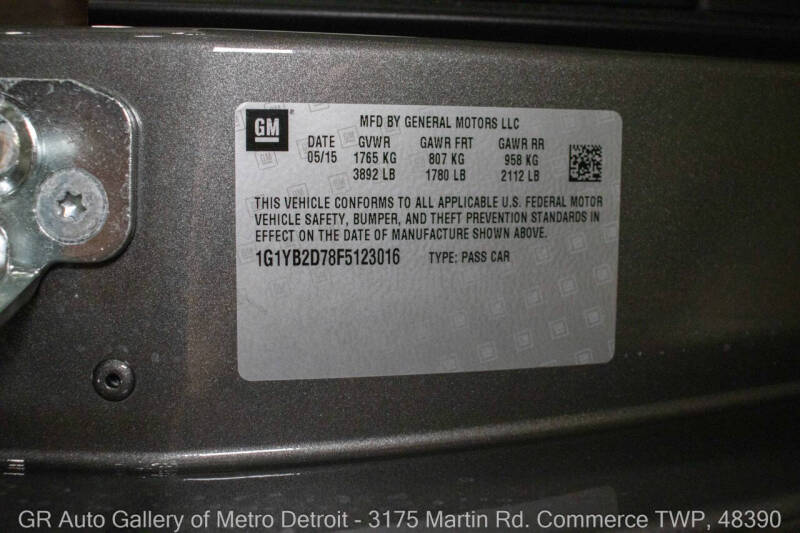 GM
MFD BY GENERAL MOTORS LLC
DATE GVWR GAWR FRT GAWR RR
05/15 1765 KG 807 KG 958 KG
3892 LB 1780 LB 2112 LB
THIS VEHICLE CONFORMS TO ALL APPLICABLE U.S. FEDERAL MOTOR
VEHICLE SAFETY, BUMPER, AND THEFT PREVENTION STANDARDS IN
EFFECT ON THE DATE OF MANUFACTURE SHOWN ABOVE.
1G1YB2D78F5123016 TYPE: PASS CAR
GR Auto Gallery of Metro Detroit - 3175 Martin Rd. Commerce TWP, 48390